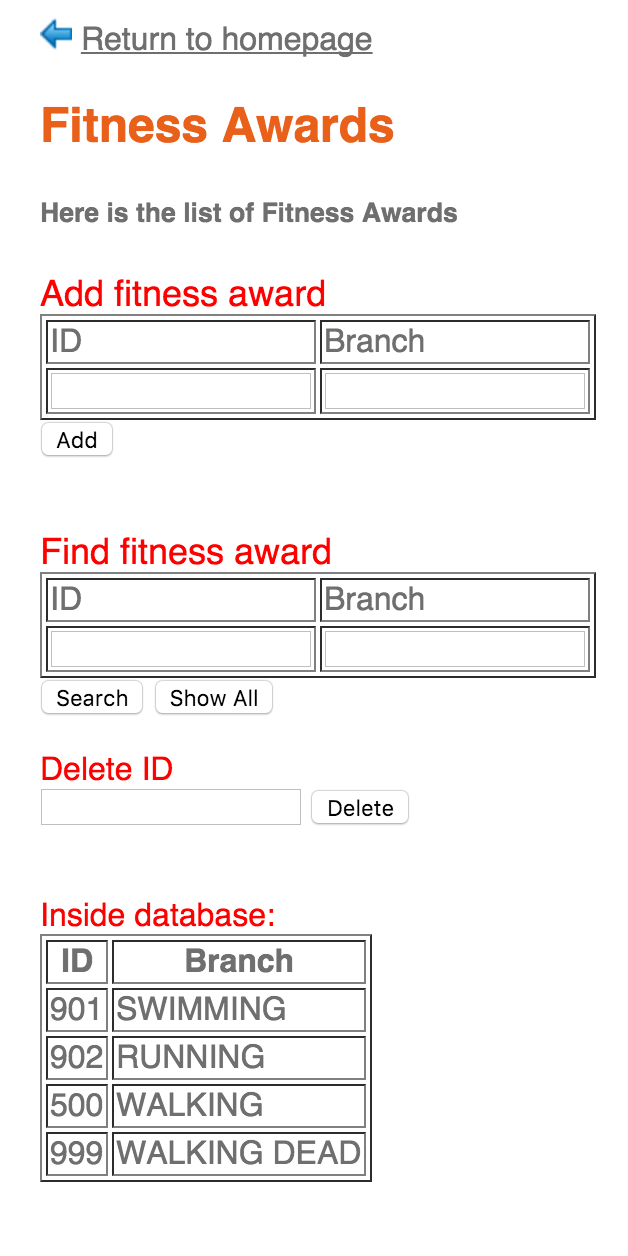 Return to homepage
Fitness Awards
Here is the list of Fitness Awards
Add fitness award
ID Branch
Add
Find fitness award
ID Branch
Search Show All
Delete ID
Delete
Inside database:
ID Branch
901 SWIMMING
902 RUNNING
500 WALKING
999 WALKING DEAD